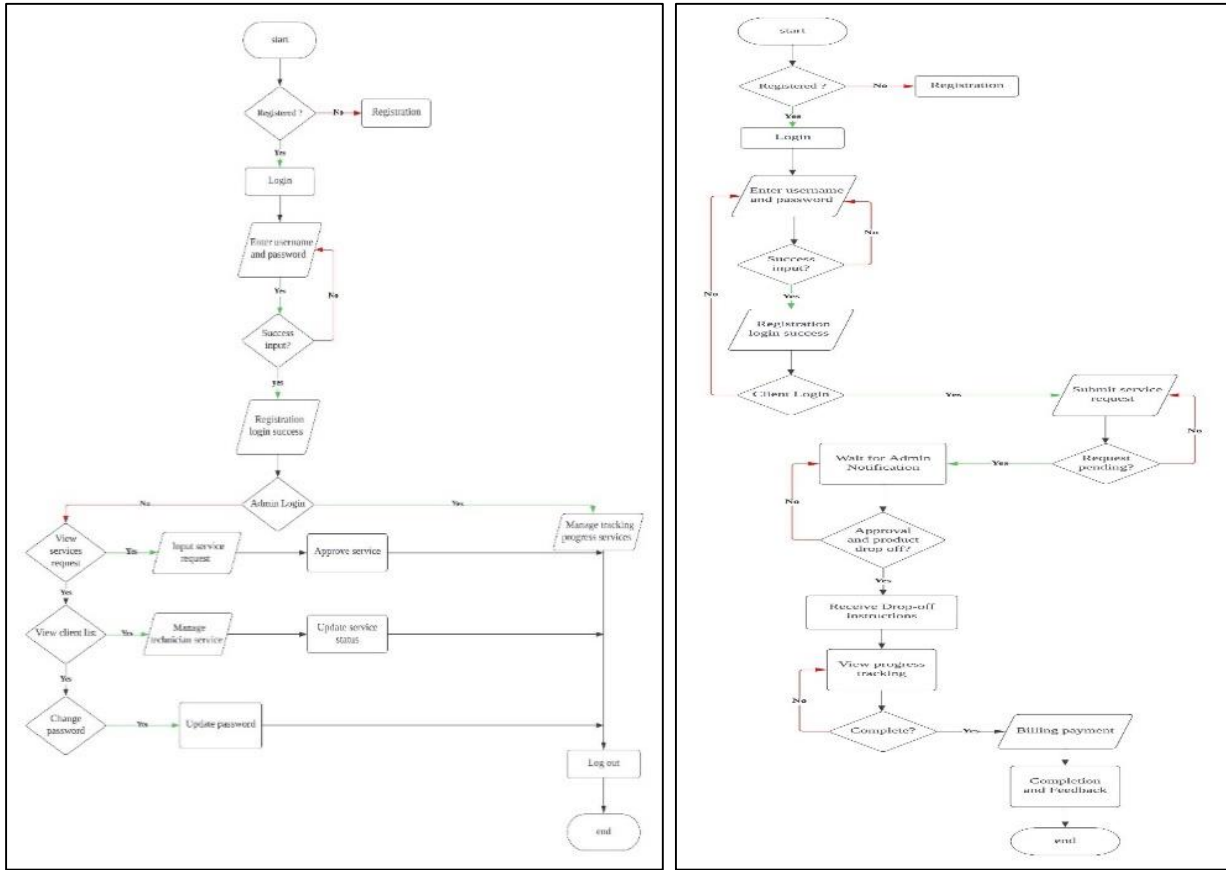 start
Registered ?
No
Registration
Yes
Login
Enter username
and password
Yes
No
Success
input?
yes
Registration
login success
Admin Login
No
Yes
Manage tracking
progress services
View
services
request
Yes
Input service
request
Approve service
Yes
View client list
Yes
Manage
technician service
Update service
status
Yes
Change
password
Yes
Update password
Log out
end
start
Registered ?
No
Registration
Yes
Login
Enter username
and password
No
Success
input?
No
Yes
Registration
login success
Client Login
Yes
Submit service
request
No
Request
pending?
Yes
Wait for Admin
Notification
No
Approval
and product
drop off?
Yes
Receive Drop-off
instructions
View progress
tracking
No
Complete?
Yes
Billing payment
Completion
and Feedback
end